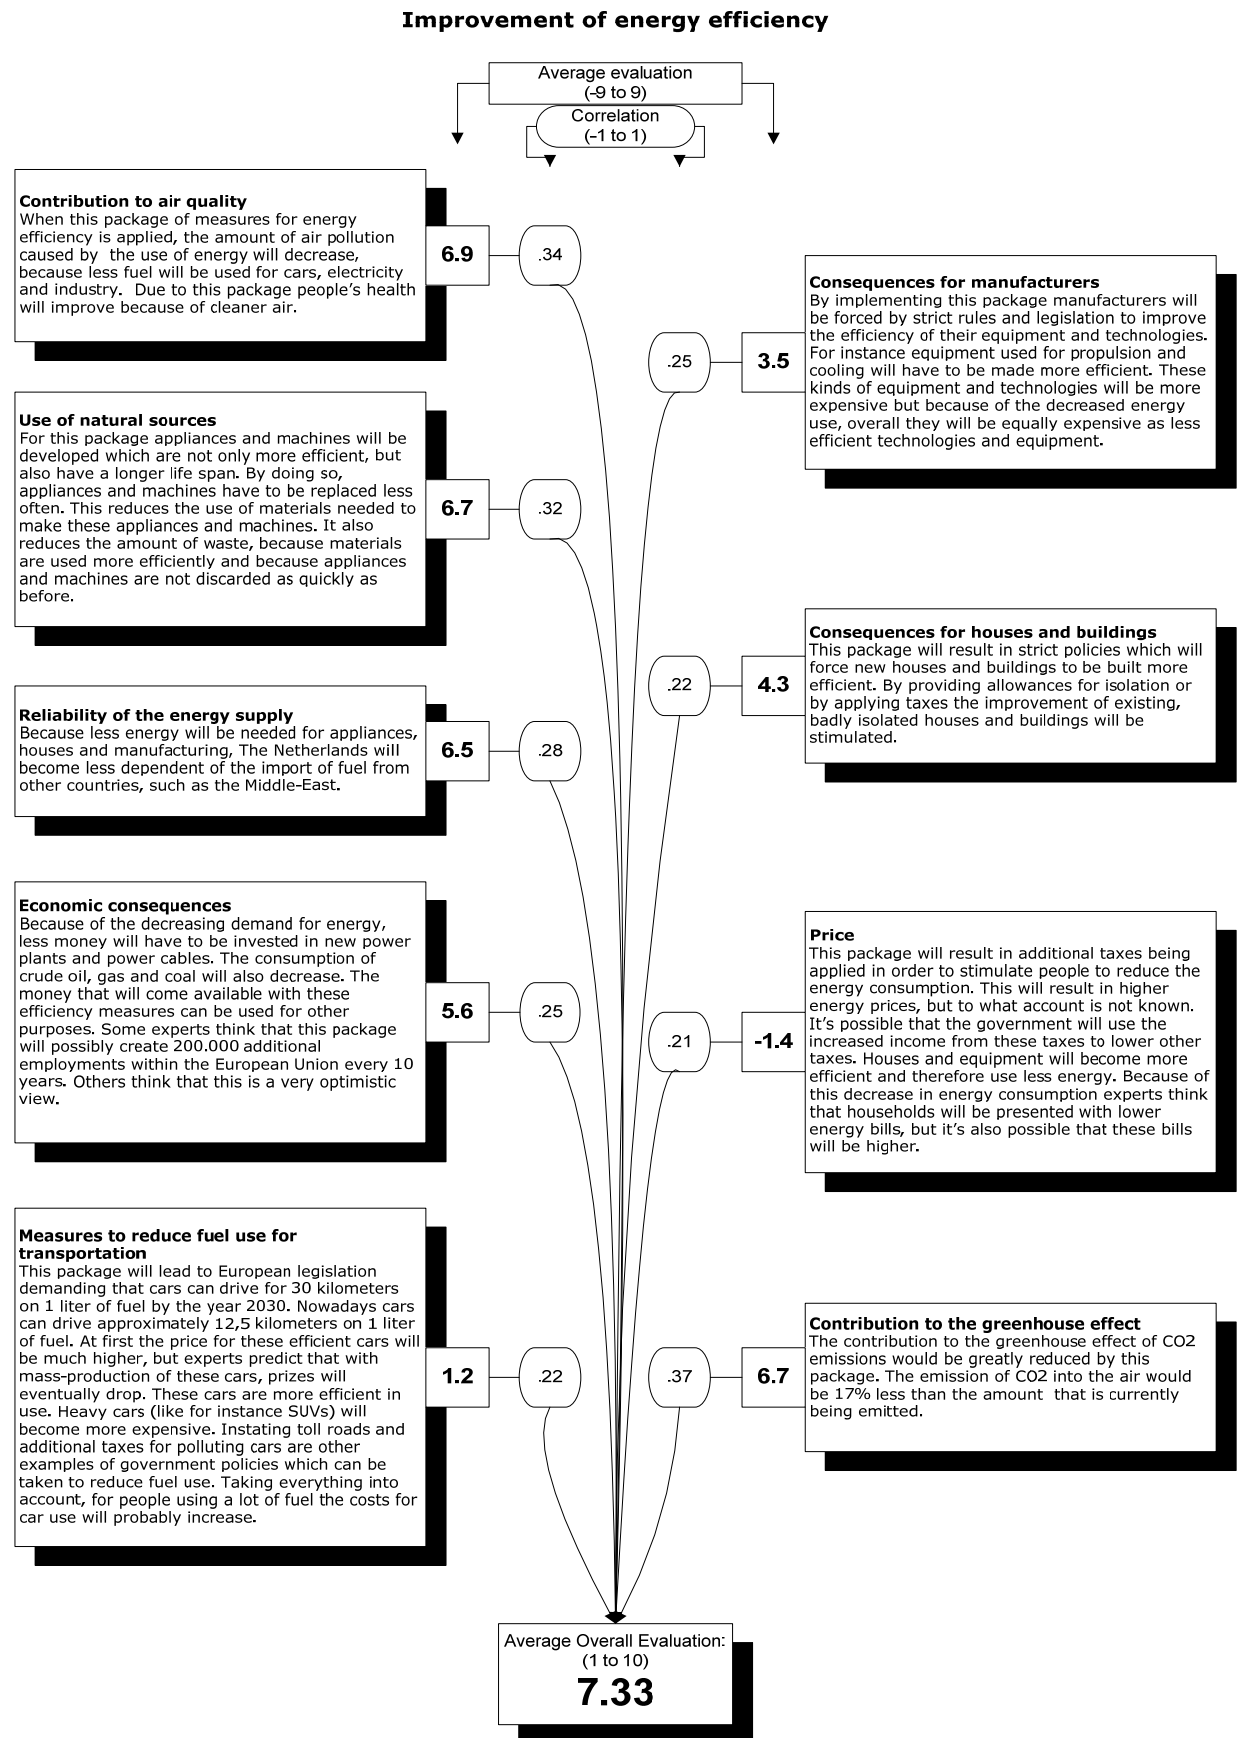 Improvement of energy efficiency
Average evaluation
(-9 to 9)
Correlation
(-1 to 1)
Contribution to air quality
When this package of measures for energy
efficiency is applied, the amount of air pollution
caused by  the use of energy will decrease,
because less fuel will be used for cars, electricity
and industry.  Due to this package people's health
will improve because of cleaner air.
6.9
.34
Use of natural sources
For this package appliances and machines will be
developed which are not only more efficient, but
also have a longer life span. By doing so,
appliances and machines have to be replaced less
often. This reduces the use of materials needed to
make these appliances and machines. It also
reduces the amount of waste, because materials
are used more efficiently and because appliances
and machines are not discarded as quickly as
before.
6.7
.32
Reliability of the energy supply
Because less energy will be needed for appliances,
houses and manufacturing, The Netherlands will
become less dependent of the import of fuel from
other countries, such as the Middle-East.
6.5
.28
Economic consequences
Because of the decreasing demand for energy,
less money will have to be invested in new power
plants and power cables. The consumption of
crude oil, gas and coal will also decrease. The
money that will come available with these
efficiency measures can be used for other
purposes. Some experts think that this package
will possibly create 200.000 additional
employments within the European Union every 10
years. Others think that this is a very optimistic
view.
5.6
.25
Measures to reduce fuel use for
transportation
This package will lead to European legislation
demanding that cars can drive for 30 kilometers
on 1 liter of fuel by the year 2030. Nowadays cars
can drive approximately 12,5 kilometers on 1 liter
of fuel. At first the price for these efficient cars will
be much higher, but experts predict that with
mass-production of these cars, prizes will
eventually drop. These cars are more efficient in
use. Heavy cars (like for instance SUVs) will
become more expensive. Instating toll roads and
additional taxes for polluting cars are other
examples of government policies which can be
taken to reduce fuel use. Taking everything into
account, for people using a lot of fuel the costs for
car use will probably increase.
1.2
.22
Consequences for manufacturers
By implementing this package manufacturers will
be forced by strict rules and legislation to improve
the efficiency of their equipment and technologies.
For instance equipment used for propulsion and
cooling will have to be made more efficient. These
kinds of equipment and technologies will be more
expensive but because of the decreased energy
use, overall they will be equally expensive as less
efficient technologies and equipment.
.25
3.5
Consequences for houses and buildings
This package will result in strict policies which will
force new houses and buildings to be built more
efficient. By providing allowances for isolation or
by applying taxes the improvement of existing,
badly isolated houses and buildings will be
stimulated.
.22
4.3
Price
This package will result in additional taxes being
applied in order to stimulate people to reduce the
energy consumption. This will result in higher
energy prices, but to what account is not known.
It's possible that the government will use the
increased income from these taxes to lower other
taxes. Houses and equipment will become more
efficient and therefore use less energy. Because of
this decrease in energy consumption experts think
that households will be presented with lower
energy bills, but it's also possible that these bills
will be higher.
.21
-1.4
Contribution to the greenhouse effect
The contribution to the greenhouse effect of CO2
emissions would be greatly reduced by this
package. The emission of CO2 into the air would
be 17% less than the amount  that is currently
being emitted.
.37
6.7
Average Overall Evaluation:
(1 to 10)
7.33